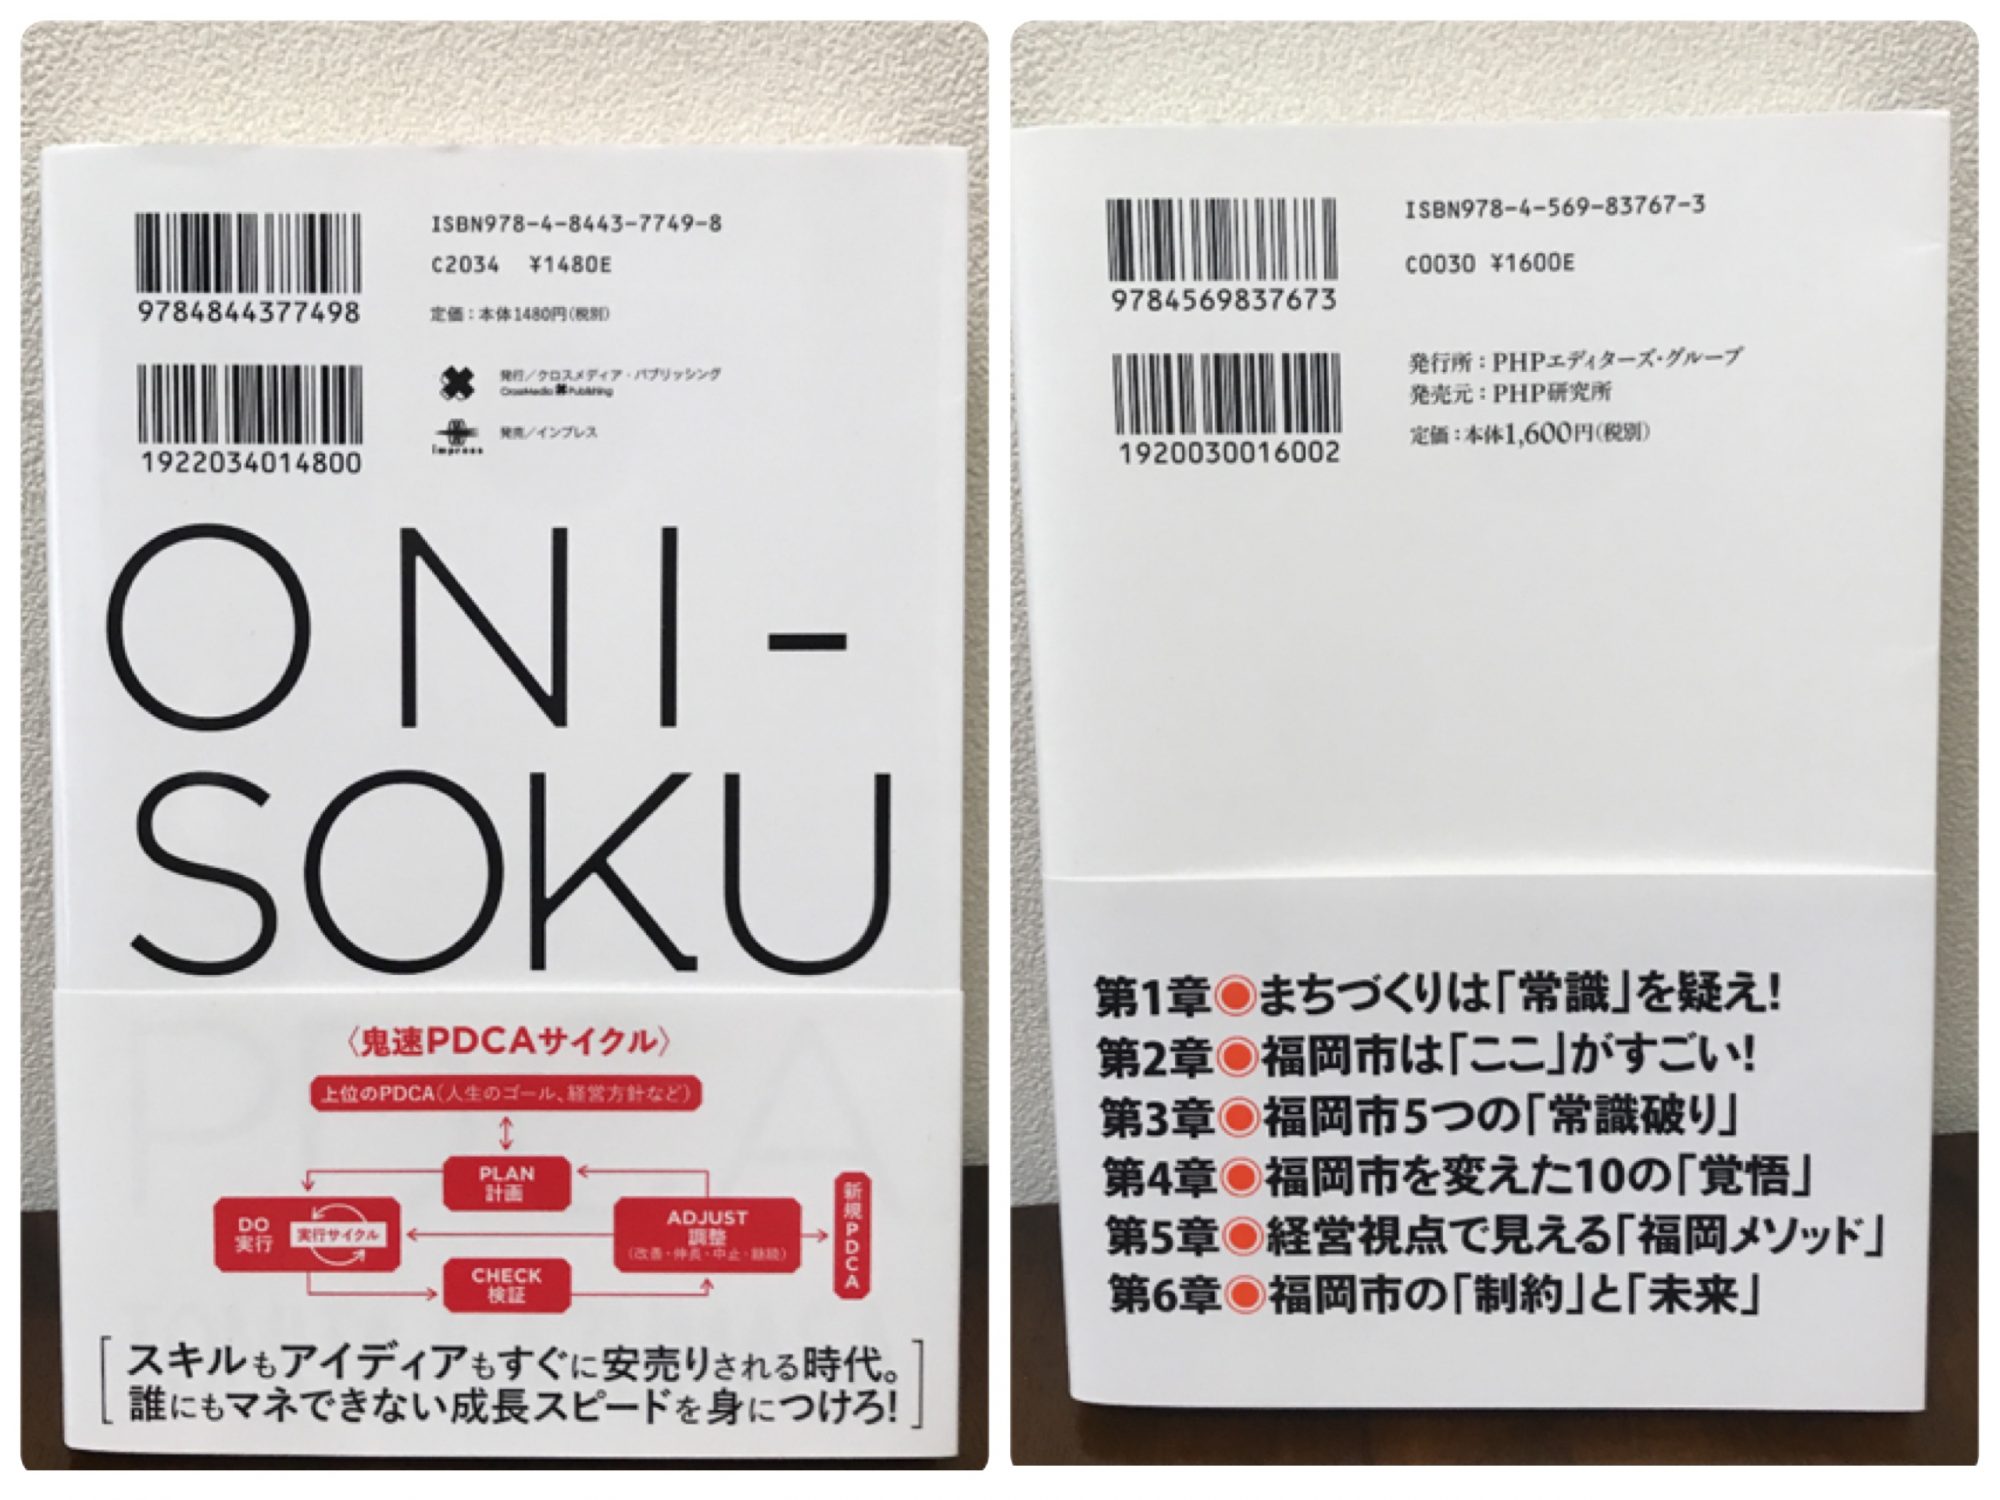 ISBN978-4-8443-7749-8
C2034 ¥1480E
9784844377498
定価：本体1480円(税別)
発行／クロスメディア・パブリッシング
CrossMedia Publishing
1922034014800
Impress
発売／インプレス
ONI-
SOKU
〈鬼速PDCAサイクル〉
上位のPDCA(人生のゴール、経営方針など)
PLAN
計画
DO
実行
実行サイクル
ADJUST
調整
(改善・伸長・中止・継続)
新規PDCA
CHECK
検証
スキルもアイディアもすぐに安売りされる時代。
誰にもマネできない成長スピードを身につけろ!
ISBN978-4-569-83767-3
C0030 ¥1600E
9784569837673
発行所：PHPエディターズ・グループ
発売元：PHP研究所
定価：本体1,600円(税別)
1920030016002
第1章◉まちづくりは「常識」を疑え!
第2章◉福岡市は「ここ」がすごい!
第3章◉福岡市5つの「常識破り」
第4章◉福岡市を変えた10の「覚悟」
第5章◉経営視点で見える「福岡メソッド」
第6章◉福岡市の「制約」と「未来」